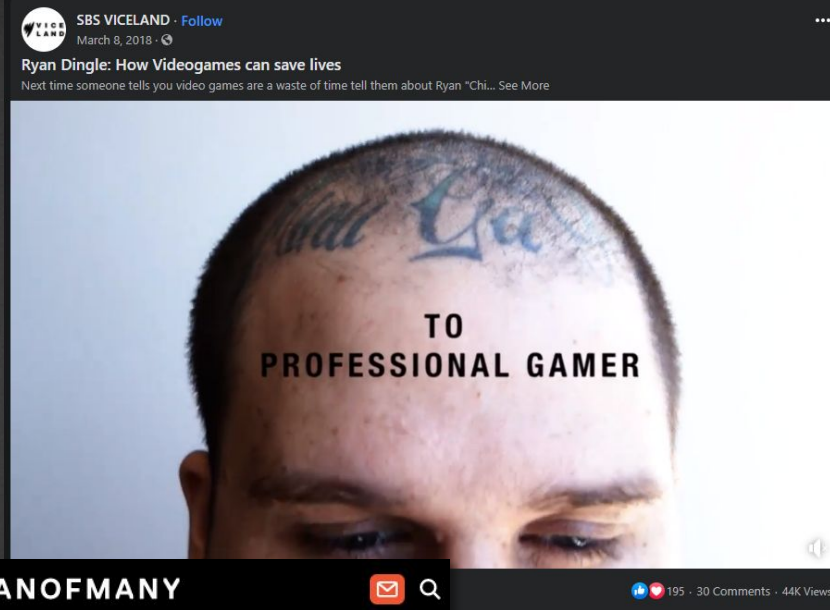 VICE
LAND
SBS VICELAND · Follow
March 8, 2018 ·
Ryan Dingle: How Videogames can save lives
Next time someone tells you video games are a waste of time tell them about Ryan "Chi... See More
TO
PROFESSIONAL GAMER
ANOFMANY
195 · 30 Comments · 44K Views